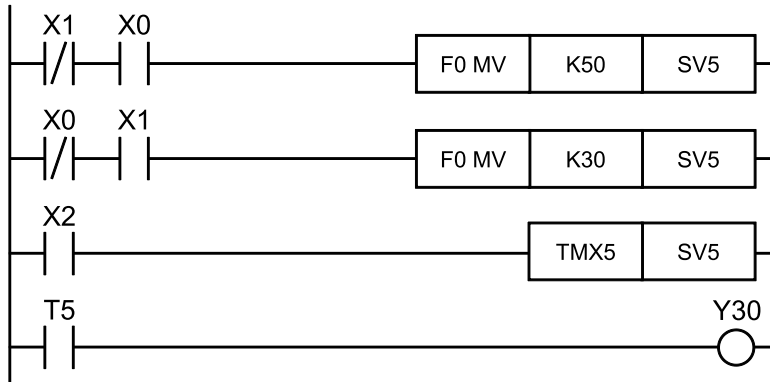 X1 X0
F0 MV K50 SV5
X0 X1
F0 MV K30 SV5
X2
TMX5 SV5
T5 Y30